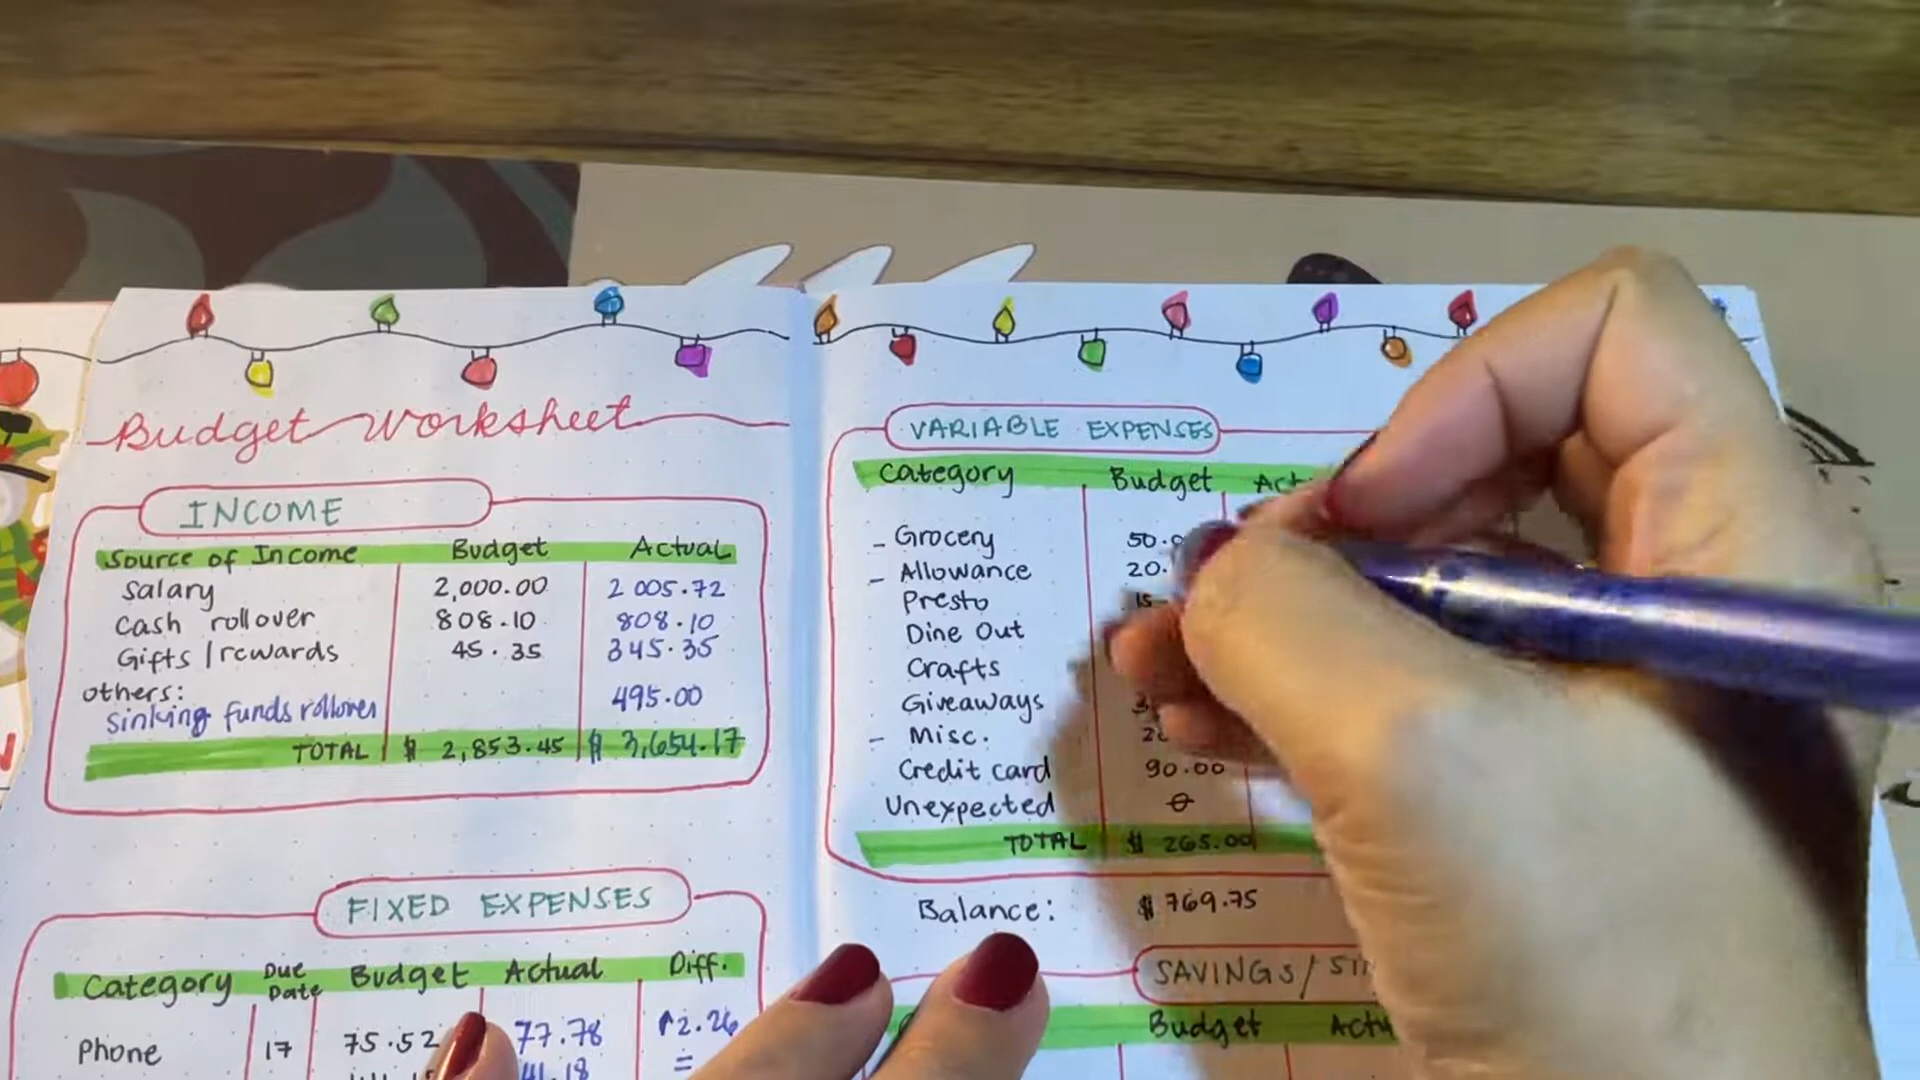 Budget Worksheet
INCOME
Source of Income Budget Actual
Salary 2,000.00 2 005.72
Cash rollover 808.10 808.10
Gifts / rewards 45.35 345.35
others:
sinking funds rollover 495.00
TOTAL $ 2,853.45 $ 3,654.17
FIXED EXPENSES
Category Due Date Budget Actual Diff.
Phone 17 75.52 77.78 ↑2.26
41.18 =
VARIABLE EXPENSES
Category Budget
Grocery
Allowance
Presto
Dine Out
Crafts
Giveaways
Misc.
Credit card 90.00
Unexpected
TOTAL $ 265.00
Balance: $ 769.75
SAVINGS/
Budget